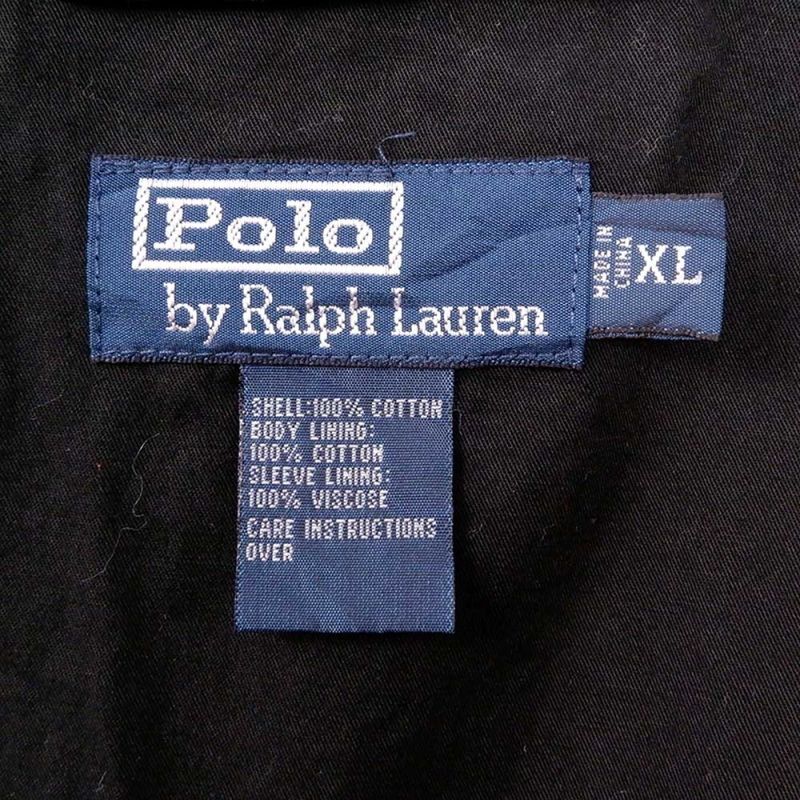 Polo
by Ralph Lauren
MADE IN
CHINA
XL
SHELL:100% COTTON
BODY LINING:
100% COTTON
SLEEVE LINING:
100% VISCOSE
CARE INSTRUCTIONS
OVER